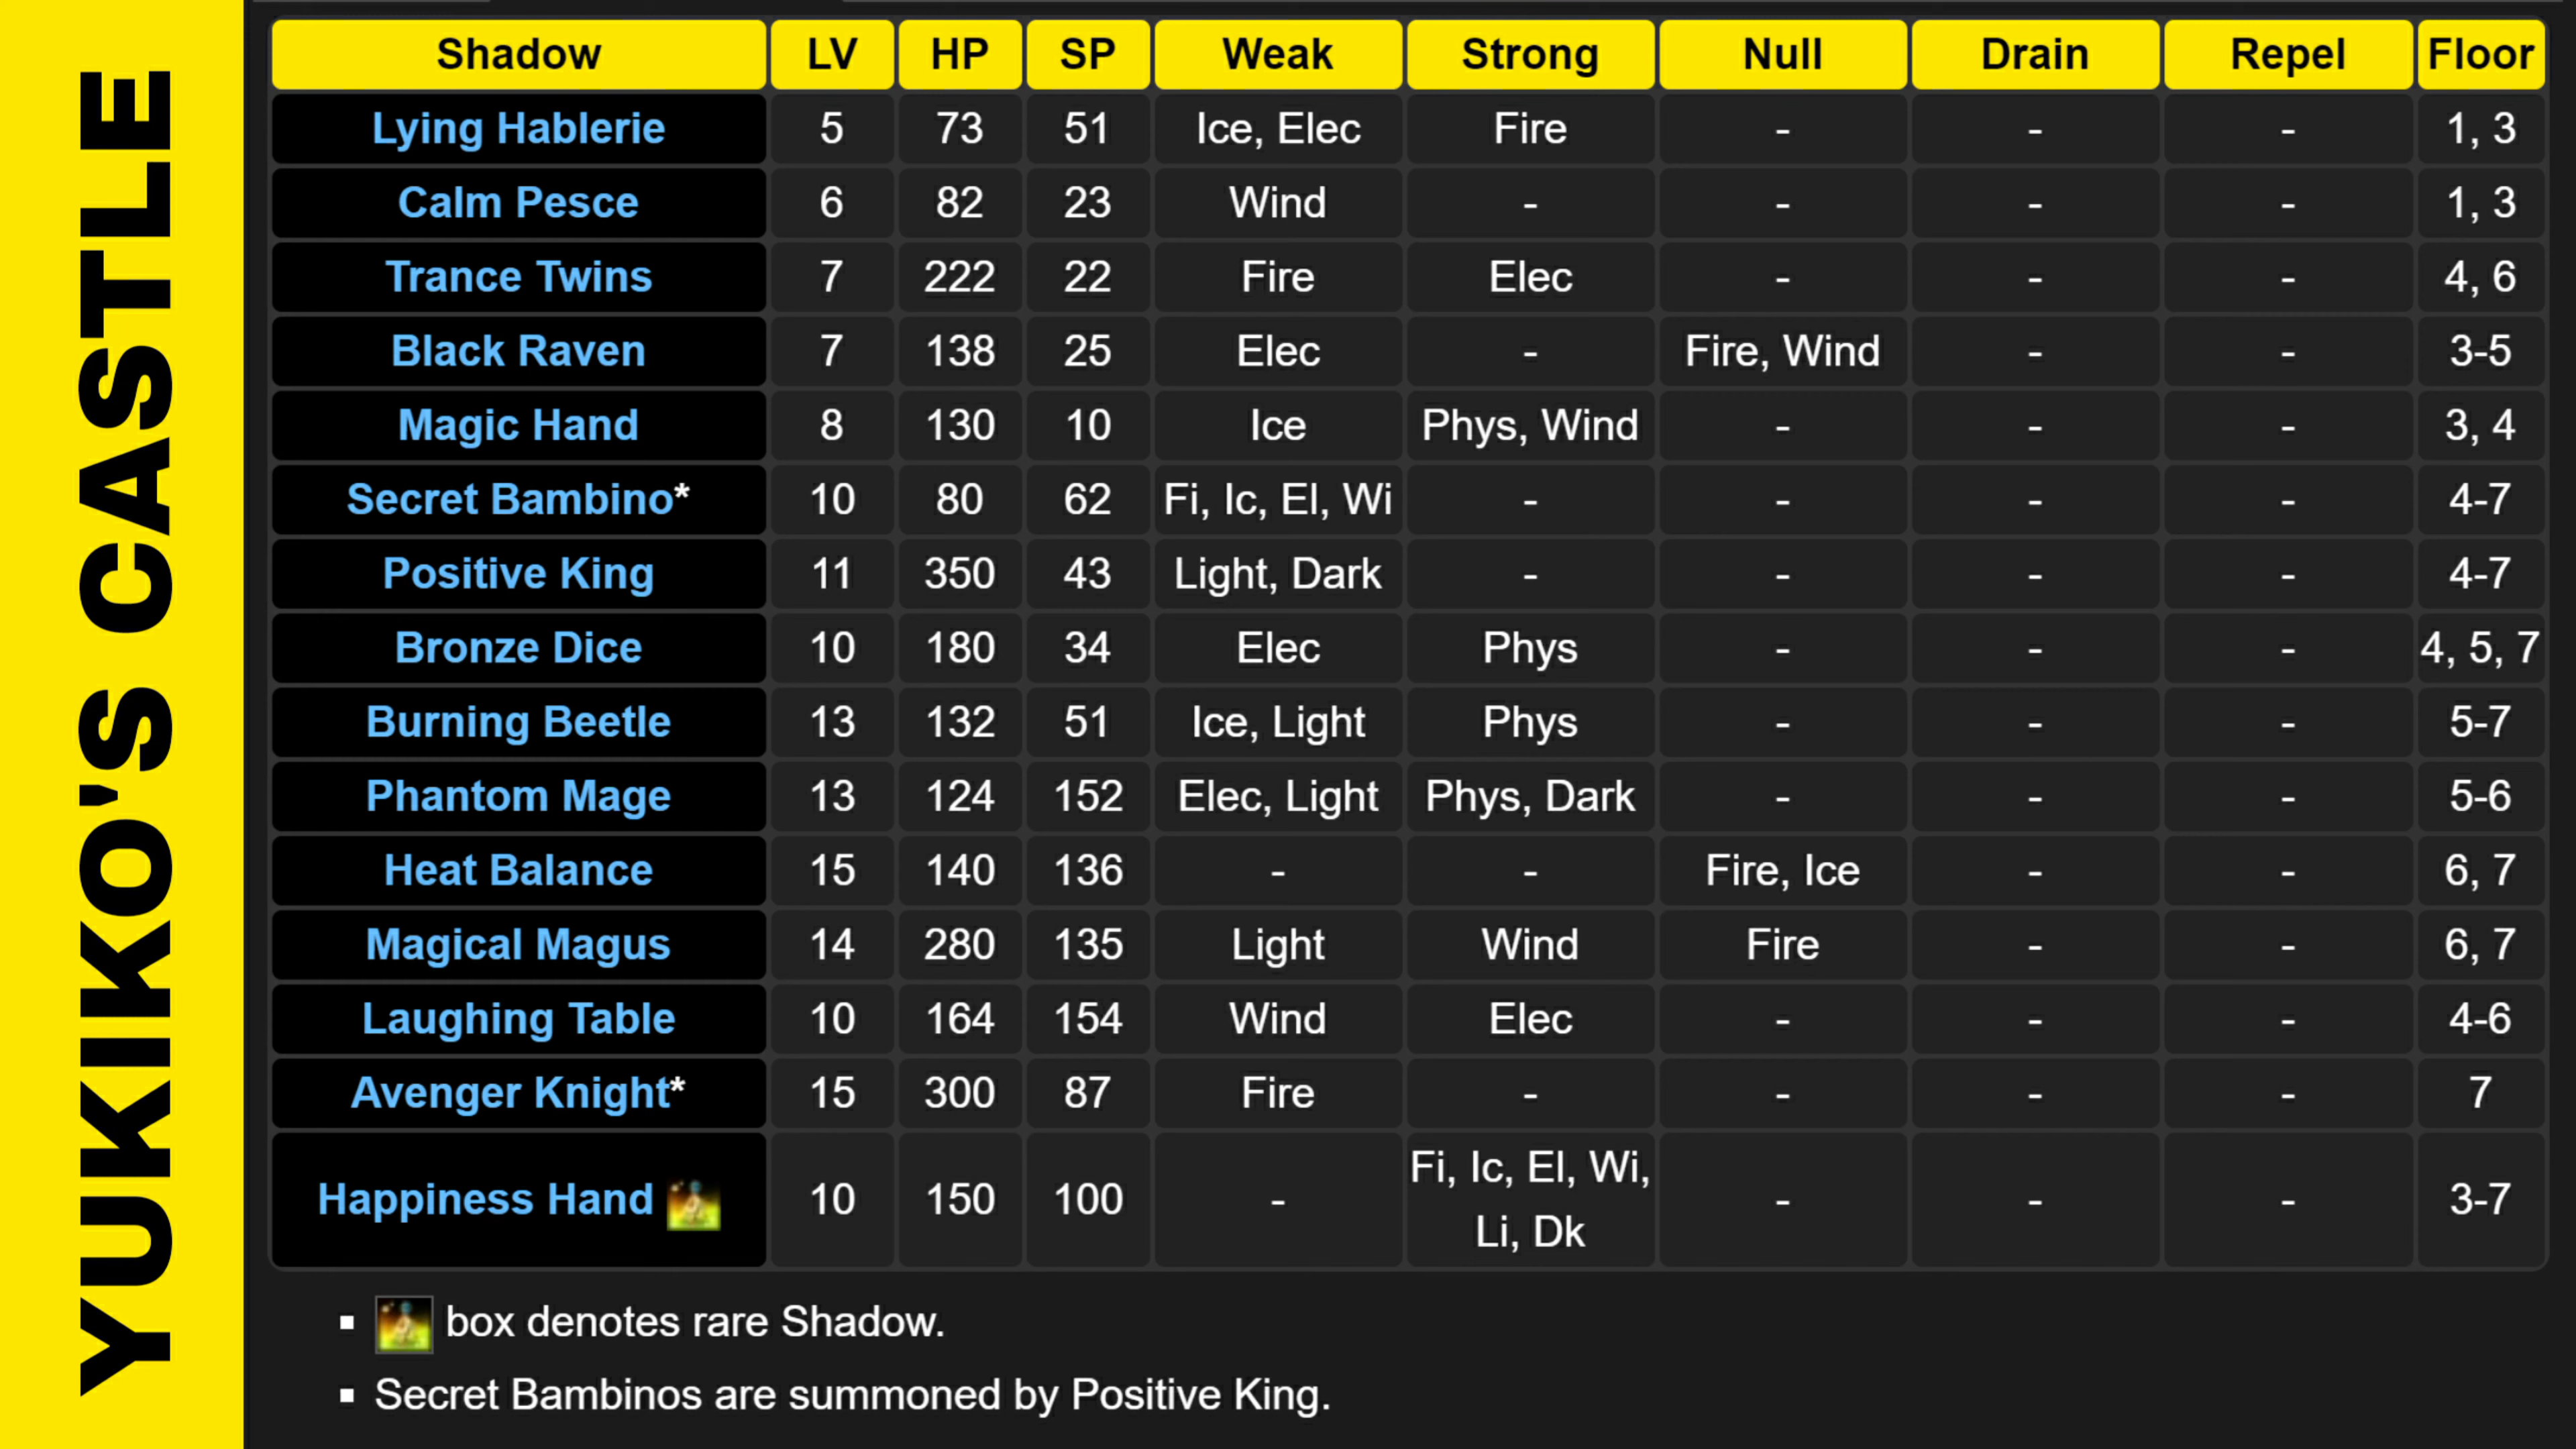 YUKIKO'S CASTLE
Shadow LV HP SP Weak Strong Null Drain Repel Floor
Lying Hablerie 5 73 51 Ice, Elec Fire - - - 1, 3
Calm Pesce 6 82 23 Wind - - - - 1, 3
Trance Twins 7 222 22 Fire Elec - - - 4, 6
Black Raven 7 138 25 Elec - Fire, Wind - - 3-5
Magic Hand 8 130 10 Ice Phys, Wind - - - 3, 4
Secret Bambino* 10 80 62 Fi, Ic, El, Wi - - - - 4-7
Positive King 11 350 43 Light, Dark - - - - 4-7
Bronze Dice 10 180 34 Elec Phys - - - 4, 5, 7
Burning Beetle 13 132 51 Ice, Light Phys - - - 5-7
Phantom Mage 13 124 152 Elec, Light Phys, Dark - - - 5-6
Heat Balance 15 140 136 - - Fire, Ice - - 6, 7
Magical Magus 14 280 135 Light Wind Fire - - 6, 7
Laughing Table 10 164 154 Wind Elec - - - 4-6
Avenger Knight* 15 300 87 Fire - - - - 7
Happiness Hand 10 150 100 - Fi, Ic, El, Wi, Li, Dk - - - 3-7
box denotes rare Shadow.
Secret Bambinos are summoned by Positive King.